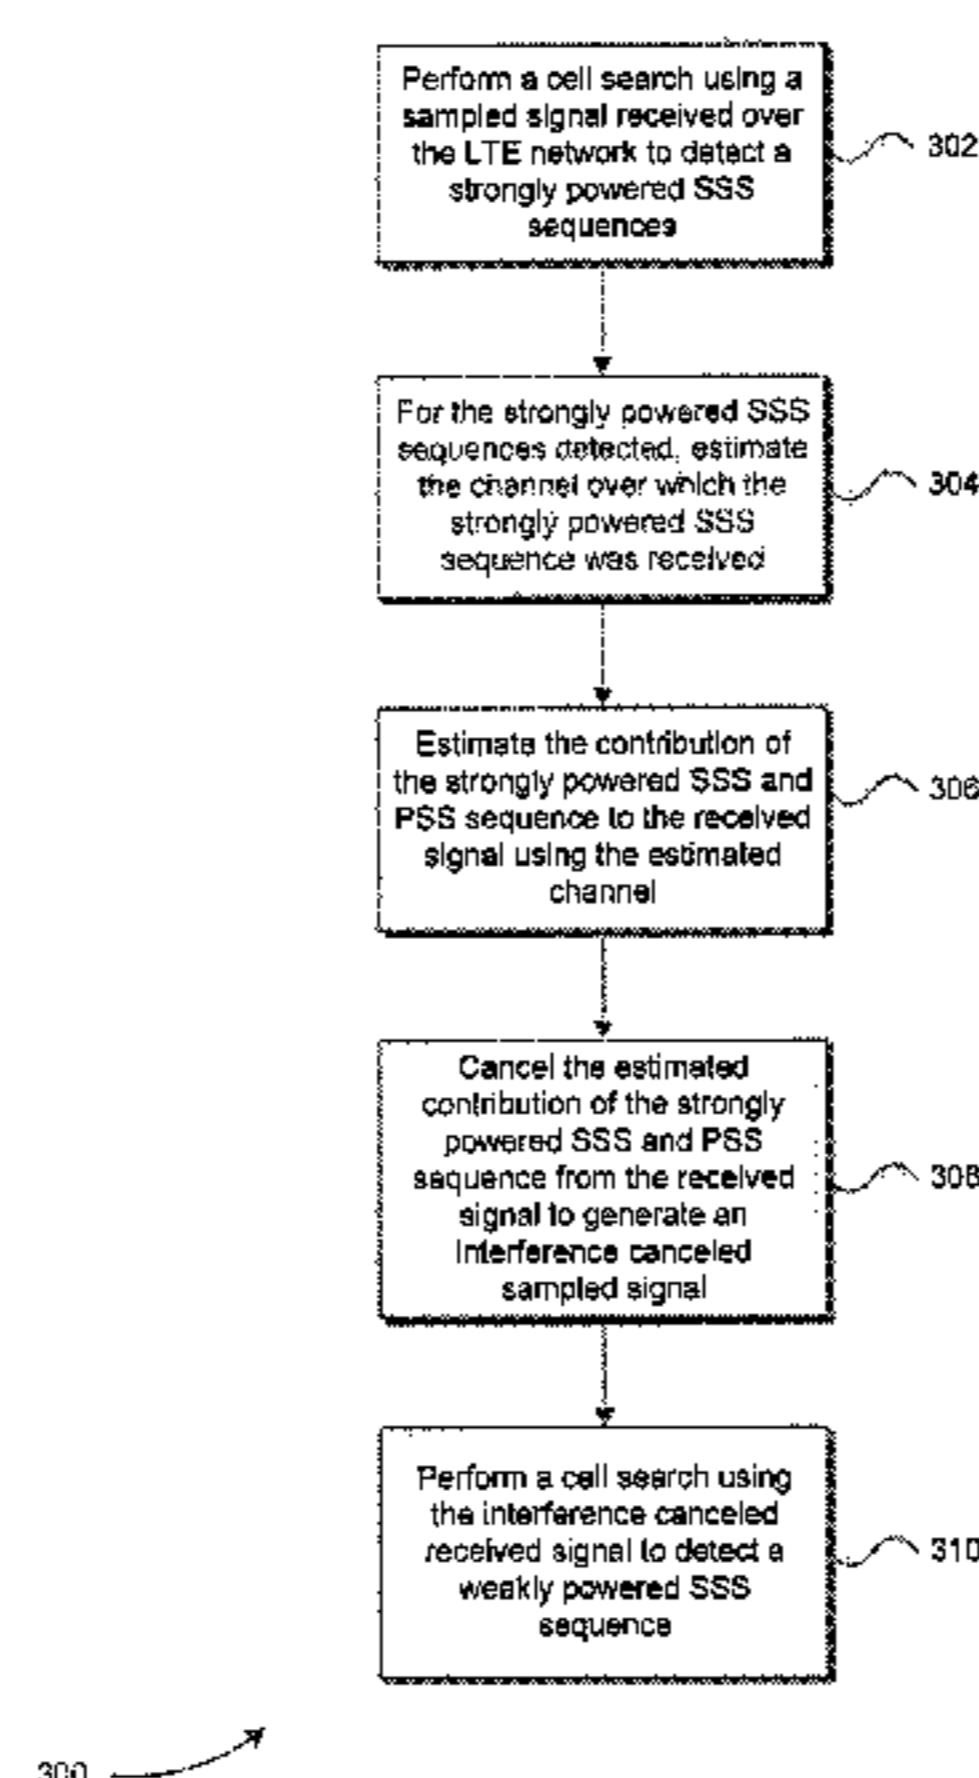 Perform a cell search using a
sampled signal received over
the LTE network to detect a
strongly powered SSS
sequences
302
For the strongly powered SSS
sequences detected, estimate
the channel over which the
strongly powered SSS
sequence was received
304
Estimate the contribution of
the strongly powered SSS and
PSS sequence to the received
signal using the estimated
channel
306
Cancel the estimated
contribution of the strongly
powered SSS and PSS
sequence from the received
signal to generate an
interference canceled
sampled signal
308
Perform a cell search using
the interference canceled
received signal to detect a
weakly powered SSS
sequence
310
300